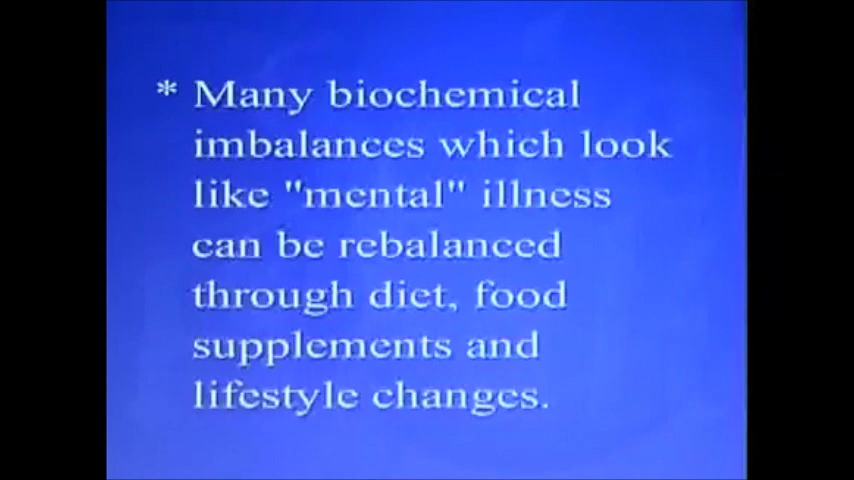 * Many biochemical
imbalances which look
like "mental" illness
can be rebalanced
through diet, food
supplements and
lifestyle changes.